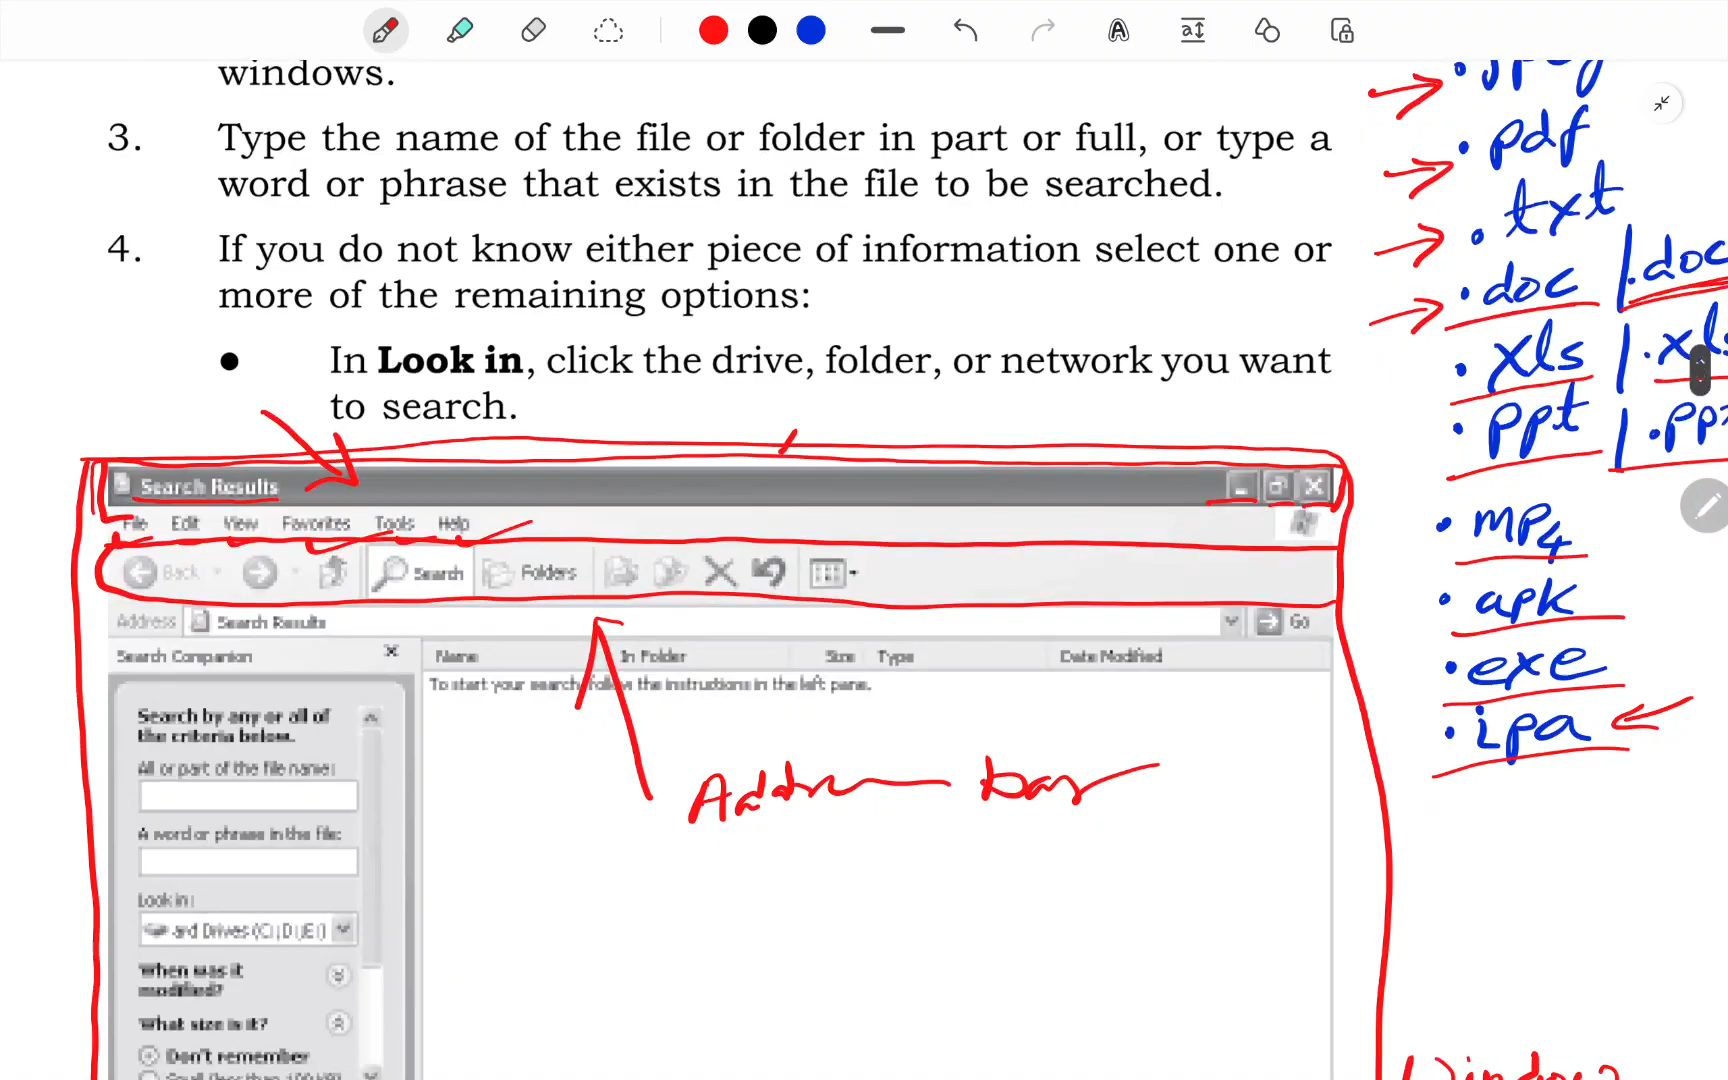 windows.
3. Type the name of the file or folder in part or full, or type a
word or phrase that exists in the file to be searched.
4. If you do not know either piece of information select one or
more of the remaining options:
● In Look in, click the drive, folder, or network you want
to search.
Search Results
File Edit View Favorites Tools Help
Back Search Folders
Address Search Results Go
Search Companion
Name In Folder Size Type Date Modified
To start your search, follow the instructions in the left pane.
Search by any or all of
the criteria below.
All or part of the file name:
A word or phrase in the file:
Look in:
ard Drives (C:;D:;E:)
When was it
modified?
What size is it?
Don't remember
Address bar
.jpeg
.pdf
.txt
.doc | .doc
.xls | .xls
.ppt | .pp
.mp4
.apk
.exe
.ipa